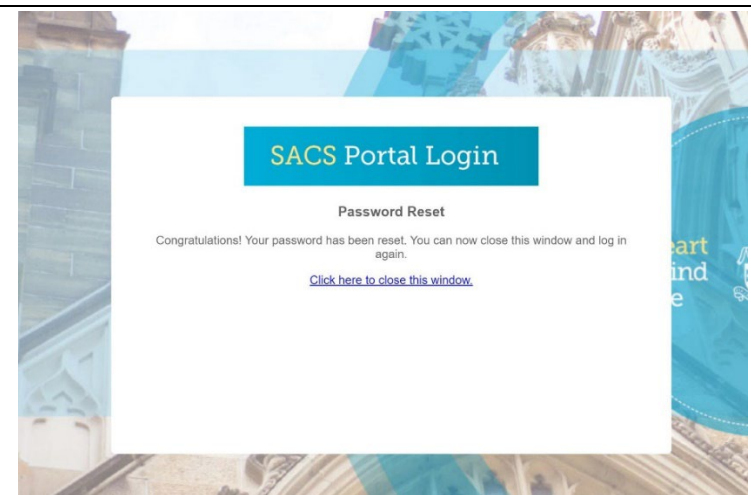 SACS Portal Login
Password Reset
Congratulations! Your password has been reset. You can now close this window and log in
again.
Click here to close this window.